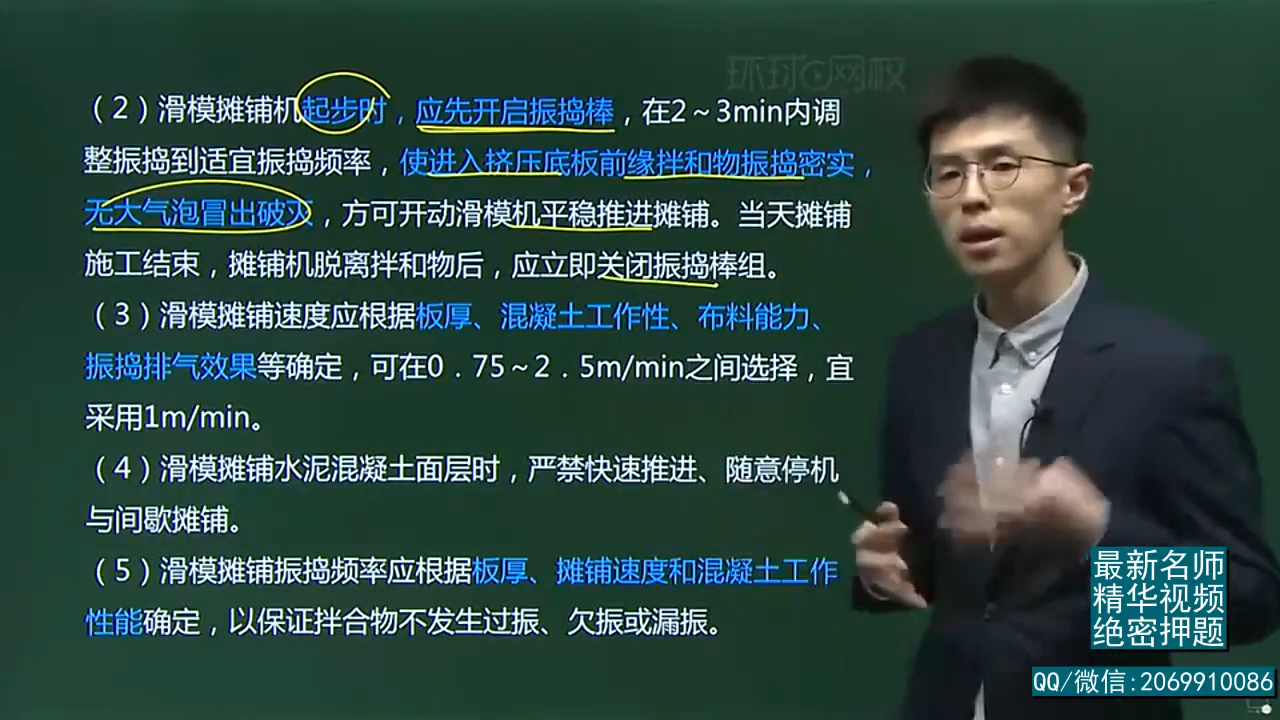 环球网校
（2）滑模摊铺机起步时，应先开启振捣棒，在2～3min内调
整振捣到适宜振捣频率，使进入挤压底板前缘拌和物振捣密实，
无大气泡冒出破灭，方可开动滑模机平稳推进摊铺。当天摊铺
施工结束，摊铺机脱离拌和物后，应立即关闭振捣棒组。
（3）滑模摊铺速度应根据板厚、混凝土工作性、布料能力、
振捣排气效果等确定，可在0．75～2．5m/min之间选择，宜
采用1m/min。
（4）滑模摊铺水泥混凝土面层时，严禁快速推进、随意停机
与间歇摊铺。
（5）滑模摊铺振捣频率应根据板厚、摊铺速度和混凝土工作
性能确定，以保证拌合物不发生过振、欠振或漏振。
最新名师
精华视频
绝密押题
QQ/微信:2069910086